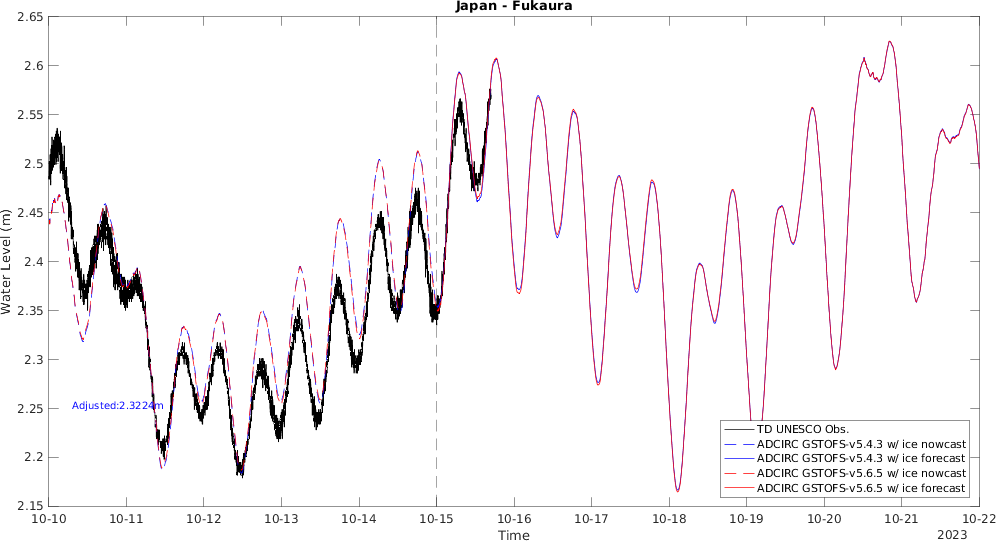 Japan - Fukaura
2.65
2.6
2.55
2.5
2.45
2.4
2.35
2.3
2.25
2.2
2.15
Water Level (m)
Adjusted:2.3224m
TD UNESCO Obs.
ADCIRC GSTOFS-v5.4.3 w/ ice nowcast
ADCIRC GSTOFS-v5.4.3 w/ ice forecast
ADCIRC GSTOFS-v5.6.5 w/ ice nowcast
ADCIRC GSTOFS-v5.6.5 w/ ice forecast
10-10 10-11 10-12 10-13 10-14 10-15 10-16 10-17 10-18 10-19 10-20 10-21 10-22
Time
2023